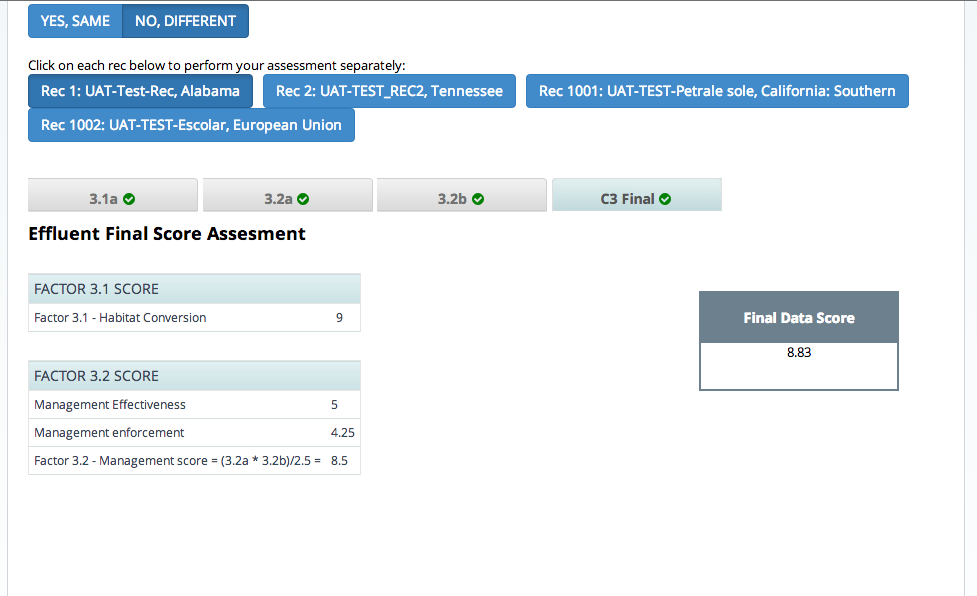 YES, SAME NO, DIFFERENT
Click on each rec below to perform your assessment separately:
Rec 1: UAT-Test-Rec, Alabama Rec 2: UAT-TEST_REC2, Tennessee Rec 1001: UAT-TEST-Petrale sole, California: Southern
Rec 1002: UAT-TEST-Escolar, European Union
3.1a 3.2a 3.2b C3 Final
Effluent Final Score Assesment
FACTOR 3.1 SCORE
Factor 3.1 - Habitat Conversion 9
Final Data Score
8.83
FACTOR 3.2 SCORE
Management Effectiveness 5
Management enforcement 4.25
Factor 3.2 - Management score = (3.2a * 3.2b)/2.5 = 8.5